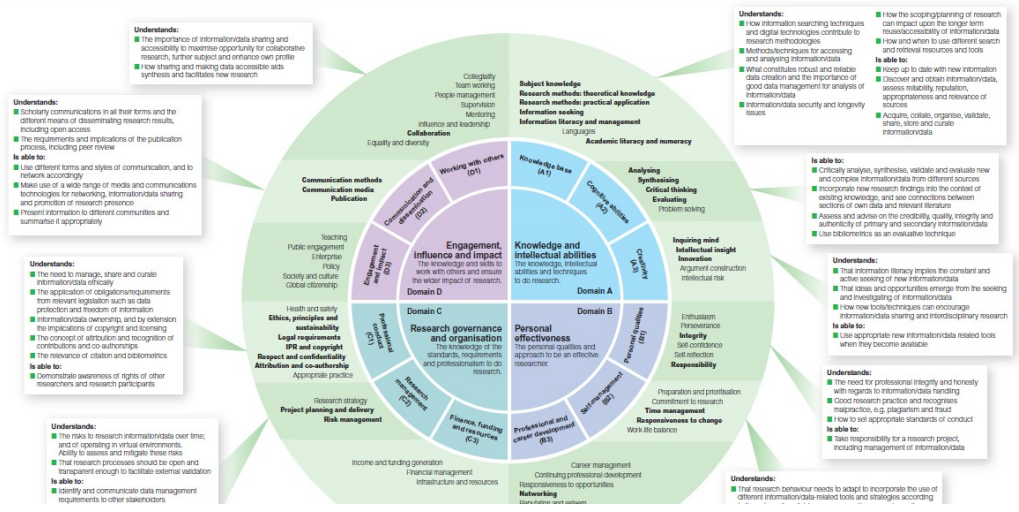 Understands:
The importance of information/data sharing and
accessibility to maximise opportunity for collaborative
research, further subject and enhance own profile
How sharing and making data accessible aids
synthesis and facilitates new research
Understands:
Scholarly communications in all their forms and the
different means of disseminating research results,
including open access
The requirements and implications of the publication
process, including peer review
Is able to:
Use different forms and styles of communication, and to
network accordingly
Make use of a wide range of media and communications
technologies for networking, information/data sharing
and promotion of research presence
Present information to different communities and
summarise it appropriately
Understands:
The need to manage, share and curate
information/data ethically
The application of obligations/requirements
from relevant legislation such as data
protection and freedom of information
Information/data ownership, and by extension
the implications of copyright and licensing
The concept of attribution and recognition of
contributions and co-authorships
The relevance of citation and bibliometrics
Is able to:
Demonstrate awareness of rights of other
researchers and research participants
Understands:
The risks to research information/data over time;
and of operating in virtual environments.
Ability to assess and mitigate these risks
That research processes should be open and
transparent enough to facilitate external validation
Is able to:
Identify and communicate data management
requirements to other stakeholders
Collegiality
Team working
People management
Supervision
Mentoring
Influence and leadership
Collaboration
Equality and diversity
Communication methods
Communication media
Publication
Teaching
Public engagement
Enterprise
Policy
Society and culture
Global citizenship
Health and safety
Ethics, principles and
sustainability
Legal requirements
IPR and copyright
Respect and confidentiality
Attribution and co-authorship
Appropriate practice
Research strategy
Project planning and delivery
Risk management
Income and funding generation
Financial management
Infrastructure and resources
Working with others
(D1)
Communication and
dissemination
(D2)
Engagement
and impact
(D3)
Engagement,
influence and impact
The knowledge and skills to
work with others and ensure
the wider impact of research.
Domain D
Domain C
Research governance
and organisation
The knowledge of the
standards, requirements
and professionalism to do
research.
Professional
conduct
(C1)
Research
management
(C2)
Finance, funding
and resources
(C3)
Knowledge base
(A1)
Cognitive abilities
(A2)
Creativity
(A3)
Knowledge and
intellectual abilities
The knowledge, intellectual
abilities and techniques
to do research.
Domain A
Domain B
Personal
effectiveness
The personal qualities and
approach to be an effective
researcher.
Personal qualities
(B1)
Self-management
(B2)
Professional and
career development
(B3)
Subject knowledge
Research methods: theoretical knowledge
Research methods: practical application
Information seeking
Information literacy and management
Languages
Academic literacy and numeracy
Analysing
Synthesising
Critical thinking
Evaluating
Problem solving
Inquiring mind
Intellectual insight
Innovation
Argument construction
Intellectual risk
Enthusiasm
Perseverance
Integrity
Self-confidence
Self-reflection
Responsibility
Preparation and prioritisation
Commitment to research
Time management
Responsiveness to change
Work life balance
Career management
Continuing professional development
Responsiveness to opportunities
Networking
Reputation and esteem
Understands:
How information searching techniques
and digital technologies contribute to
research methodologies
Methods/techniques for accessing
and analysing information/data
What constitutes robust and reliable
data creation and the importance of
good data management for analysis of
information/data
Information/data security and longevity
issues
How the scoping/planning of research
can impact upon the longer term
reuse/accessibility of information/data
How and when to use different search
and retrieval resources and tools
Is able to:
Keep up to date with new information
Discover and obtain information/data,
assess reliability, reputation,
appropriateness and relevance of
sources
Acquire, collate, organise, validate,
share, store and curate
information/data
Is able to:
Critically analyse, synthesise, validate and evaluate new
and complex information/data from different sources
Incorporate new research findings into the context of
existing knowledge, and see connections between
sections of own data and relevant literature
Assess and advise on the credibility, quality, integrity and
authenticity of primary and secondary information/data
Use bibliometrics as an evaluative technique
Understands:
That information literacy implies the constant and
active seeking of new information/data
That ideas and opportunities emerge from the seeking
and investigating of information/data
How new tools/techniques can encourage
information/data sharing and interdisciplinary research
Is able to:
Use appropriate new information/data related tools
when they become available
Understands:
The need for professional integrity and honesty
with regards to information/data handling
Good research practice and recognises
malpractice, e.g. plagiarism and fraud
How to set appropriate standards of conduct
Is able to:
Take responsibility for a research project,
including management of information/data
Understands:
That research behaviour needs to adapt to incorporate the use of
different information/data-related tools and strategies according